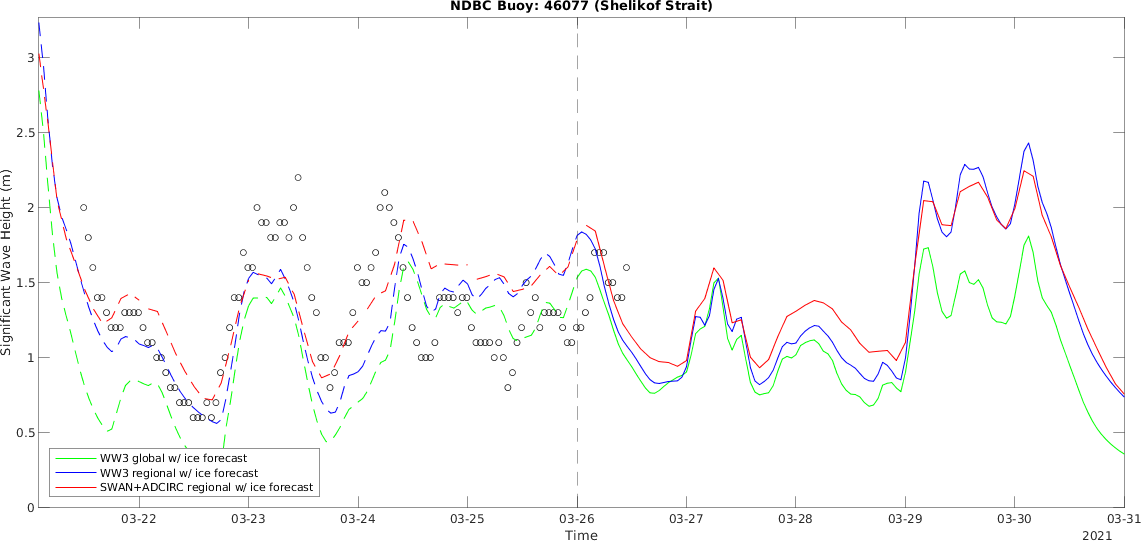 NDBC Buoy: 46077 (Shelikof Strait)
Significant Wave Height (m)
3
2.5
2
1.5
1
0.5
0
WW3 global w/ ice forecast
WW3 regional w/ ice forecast
SWAN+ADCIRC regional w/ ice forecast
03-22 03-23 03-24 03-25 03-26 03-27 03-28 03-29 03-30 03-31
Time
2021